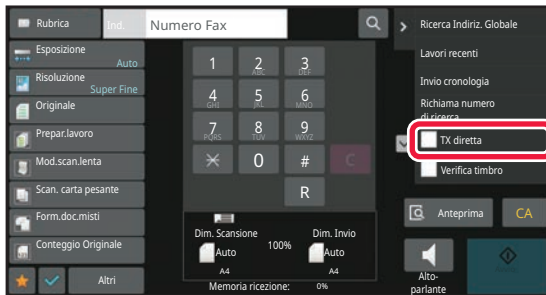 Rubrica
Ind.
Numero Fax
Ricerca Indiriz. Globale
Lavori recenti
Invio cronologia
Richiama numero
di ricerca
TX diretta
Verifica timbro
Esposizione
Auto
Risoluzione
Super Fine
Originale
Prepar.lavoro
Mod.scan.lenta
Scan. carta pesante
Form.doc.misti
Conteggio Originale
Altri
1
2
ABC
3
DEF
4
GHI
5
JKL
6
MNO
7
PQRS
8
TUV
9
WXYZ
0
#
C
R
Dim. Scansione
Dim. Invio
Auto
100%
Auto
A4
A4
Memoria ricezione: 0%
Anteprima
CA
Alto-
parlante